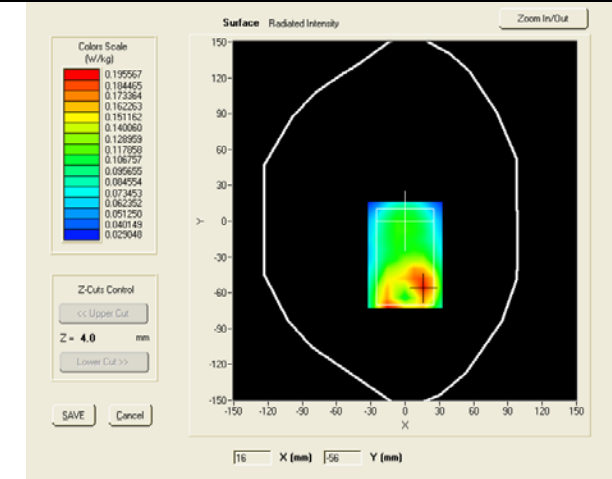 Surface Radiated Intensity
Zoom In/Out
Colors Scale
(W/kg)
0.195567
0.184465
0.173364
0.162263
0.151162
0.140060
0.128959
0.117858
0.106757
0.095655
0.084554
0.073453
0.062352
0.051250
0.040149
0.029048
Z-Cuts Control
<< Upper Cut
Z = 4.0 mm
Lower Cut >>
SAVE Cancel
150
120
90
60
30
0
-30
-60
-90
-120
-150
Y
-150 -120 -90 -60 -30 0 30 60 90 120 150
X
16 X (mm) -56 Y (mm)